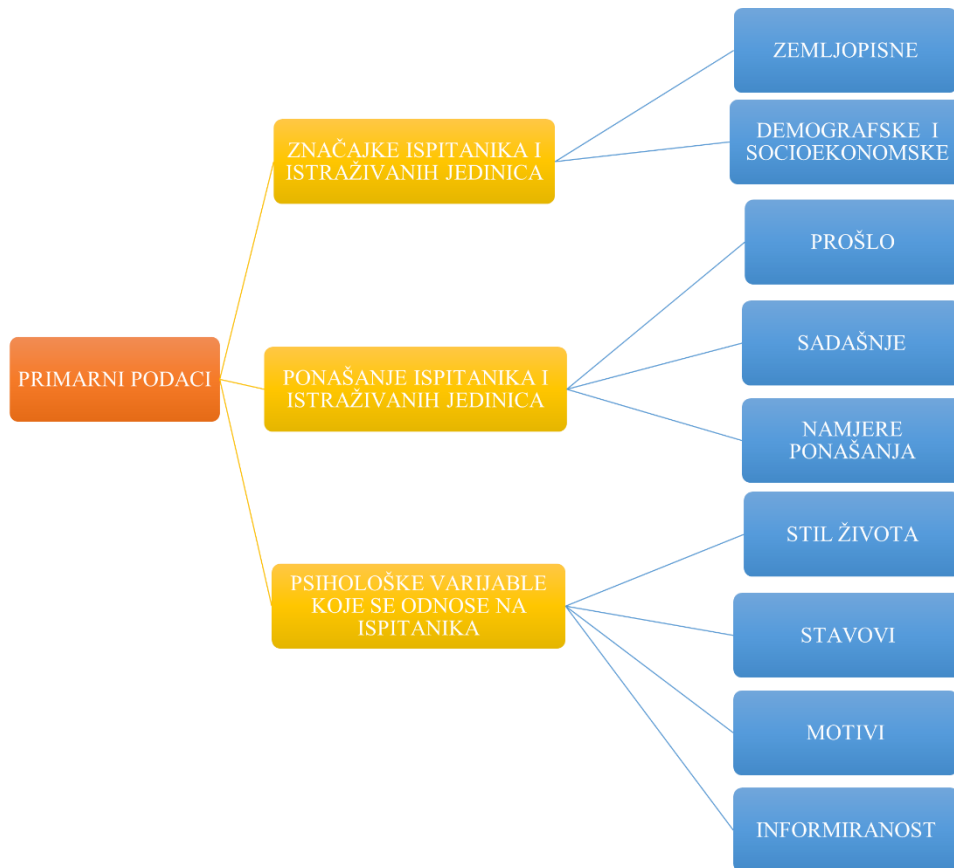 PRIMARNI PODACI
ZNAČAJKE ISPITANIKA I
ISTRAŽIVANIH JEDINICA
ZEMLJOPISNE
DEMOGRAFSKE I
SOCIOEKONOMSKE
PONAŠANJE ISPITANIKA I
ISTRAŽIVANIH JEDINICA
PROŠLO
SADAŠNJE
NAMJERE
PONAŠANJA
PSIHOLOŠKE VARIJABLE
KOJE SE ODNOSE NA
ISPITANIKA
STIL ŽIVOTA
STAVOVI
MOTIVI
INFORMIRANOST